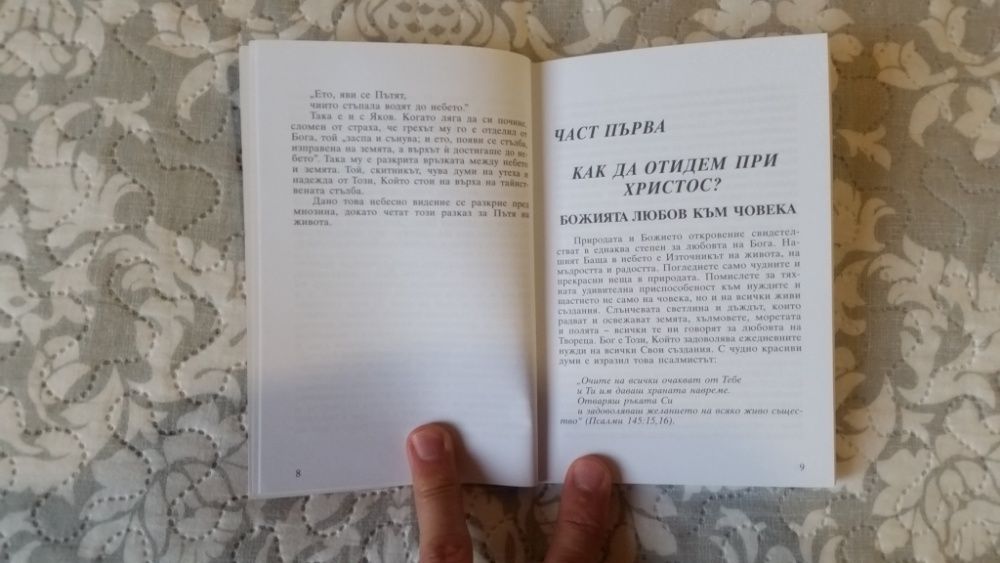 „Ето, яви се Пътят,
чиито стъпала водят до небето."
Така е и с Яков. Когато ляга да си почине,
сломен от страха, че грехът му го е отделил от
Бога, той „заспа и сънува; и ето, появи се стълба,
изправена на земята, а върхът ѝ достигаше до не-
бето". Така му е разкрита връзката между небето
и земята. Той, скитникът, чува думи на утеха и
надежда от Този, Който стои на върха на тайнст-
вената стълба.
Дано това небесно видение се разкрие пред
мнозина, докато четат този разказ за Пътя на
живота.
8
ЧАСТ ПЪРВА
КАК ДА ОТИДЕМ ПРИ
ХРИСТОС?
БОЖИЯТА ЛЮБОВ КЪМ ЧОВЕКА
Природата и Божието откровение свидетел-
стват в еднаква степен за любовта на Бога. На-
шият Баща в небето е Източникът на живота, на
мъдростта и радостта. Погледнете само чудните и
прекрасни неща в природата. Помислете за тях-
ната удивителна приспособеност към нуждите и
щастието не само на човека, но и на всички живи
създания. Слънчевата светлина и дъждът, които
радват и освежават земята, хълмовете, моретата
и полята – всички те ни говорят за любовта на
Твореца. Бог е Този, Който задоволява ежедневните
нужди на всички Свои създания. С чудно красиви
думи е изразил това псалмистът:
„Очите на всички очакват от Тебе
и Ти им даваш храната навреме.
Отваряш ръката Си
и задоволяваш желанието на всяко живо същес-
тво" (Псалми 145:15,16).
9